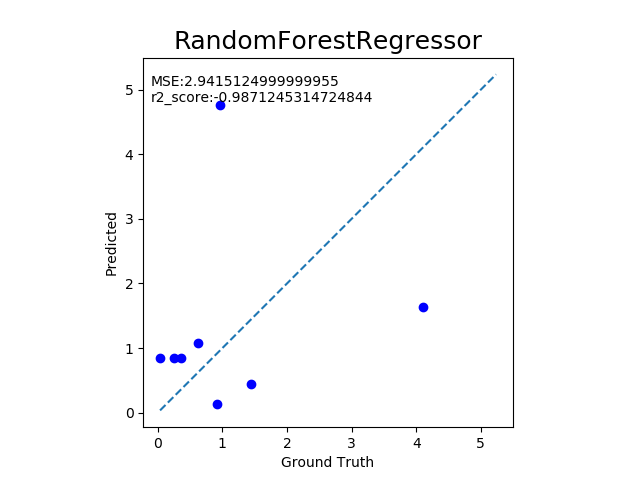 RandomForestRegressor
MSE:2.9415124999999955
r2_score:-0.9871245314724844
5
4
3
2
1
0
Predicted
0 1 2 3 4 5
Ground Truth